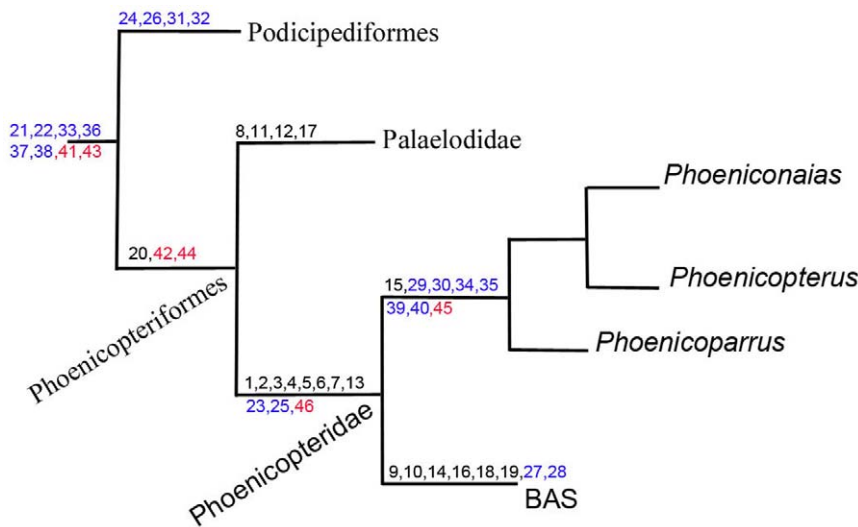 24,26,31,32
Podicipediformes
21,22,33,36
37,38,41,43
8,11,12,17
Palaelodidae
Phoeniconaias
20,42,44
Phoenicopteriformes
15,29,30,34,35
39,40,45
Phoenicopterus
Phoenicoparrus
1,2,3,4,5,6,7,13
23,25,46
Phoenicopteridae
9,10,14,16,18,19,27,28
BAS